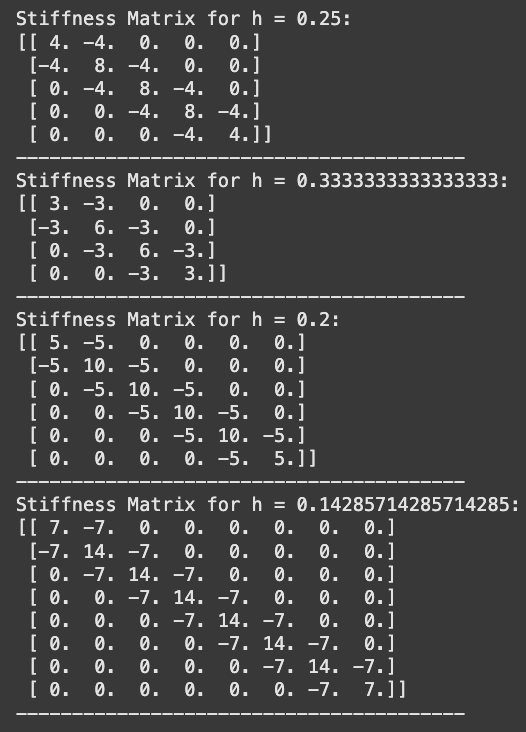 Stiffness Matrix for h = 0.25:
[[ 4. -4.  0.  0.  0.]
 [-4.  8. -4.  0.  0.]
 [ 0. -4.  8. -4.  0.]
 [ 0.  0. -4.  8. -4.]
 [ 0.  0.  0. -4.  4.]]
----------------------------------------
Stiffness Matrix for h = 0.3333333333333333:
[[ 3. -3.  0.  0.]
 [-3.  6. -3.  0.]
 [ 0. -3.  6. -3.]
 [ 0.  0. -3.  3.]]
----------------------------------------
Stiffness Matrix for h = 0.2:
[[ 5. -5.  0.  0.  0.  0.]
 [-5. 10. -5.  0.  0.  0.]
 [ 0. -5. 10. -5.  0.  0.]
 [ 0.  0. -5. 10. -5.  0.]
 [ 0.  0.  0. -5. 10. -5.]
 [ 0.  0.  0.  0. -5.  5.]]
----------------------------------------
Stiffness Matrix for h = 0.14285714285714285:
[[ 7. -7.  0.  0.  0.  0.  0.  0.]
 [-7. 14. -7.  0.  0.  0.  0.  0.]
 [ 0. -7. 14. -7.  0.  0.  0.  0.]
 [ 0.  0. -7. 14. -7.  0.  0.  0.]
 [ 0.  0.  0. -7. 14. -7.  0.  0.]
 [ 0.  0.  0.  0. -7. 14. -7.  0.]
 [ 0.  0.  0.  0.  0. -7. 14. -7.]
 [ 0.  0.  0.  0.  0.  0. -7.  7.]]
----------------------------------------